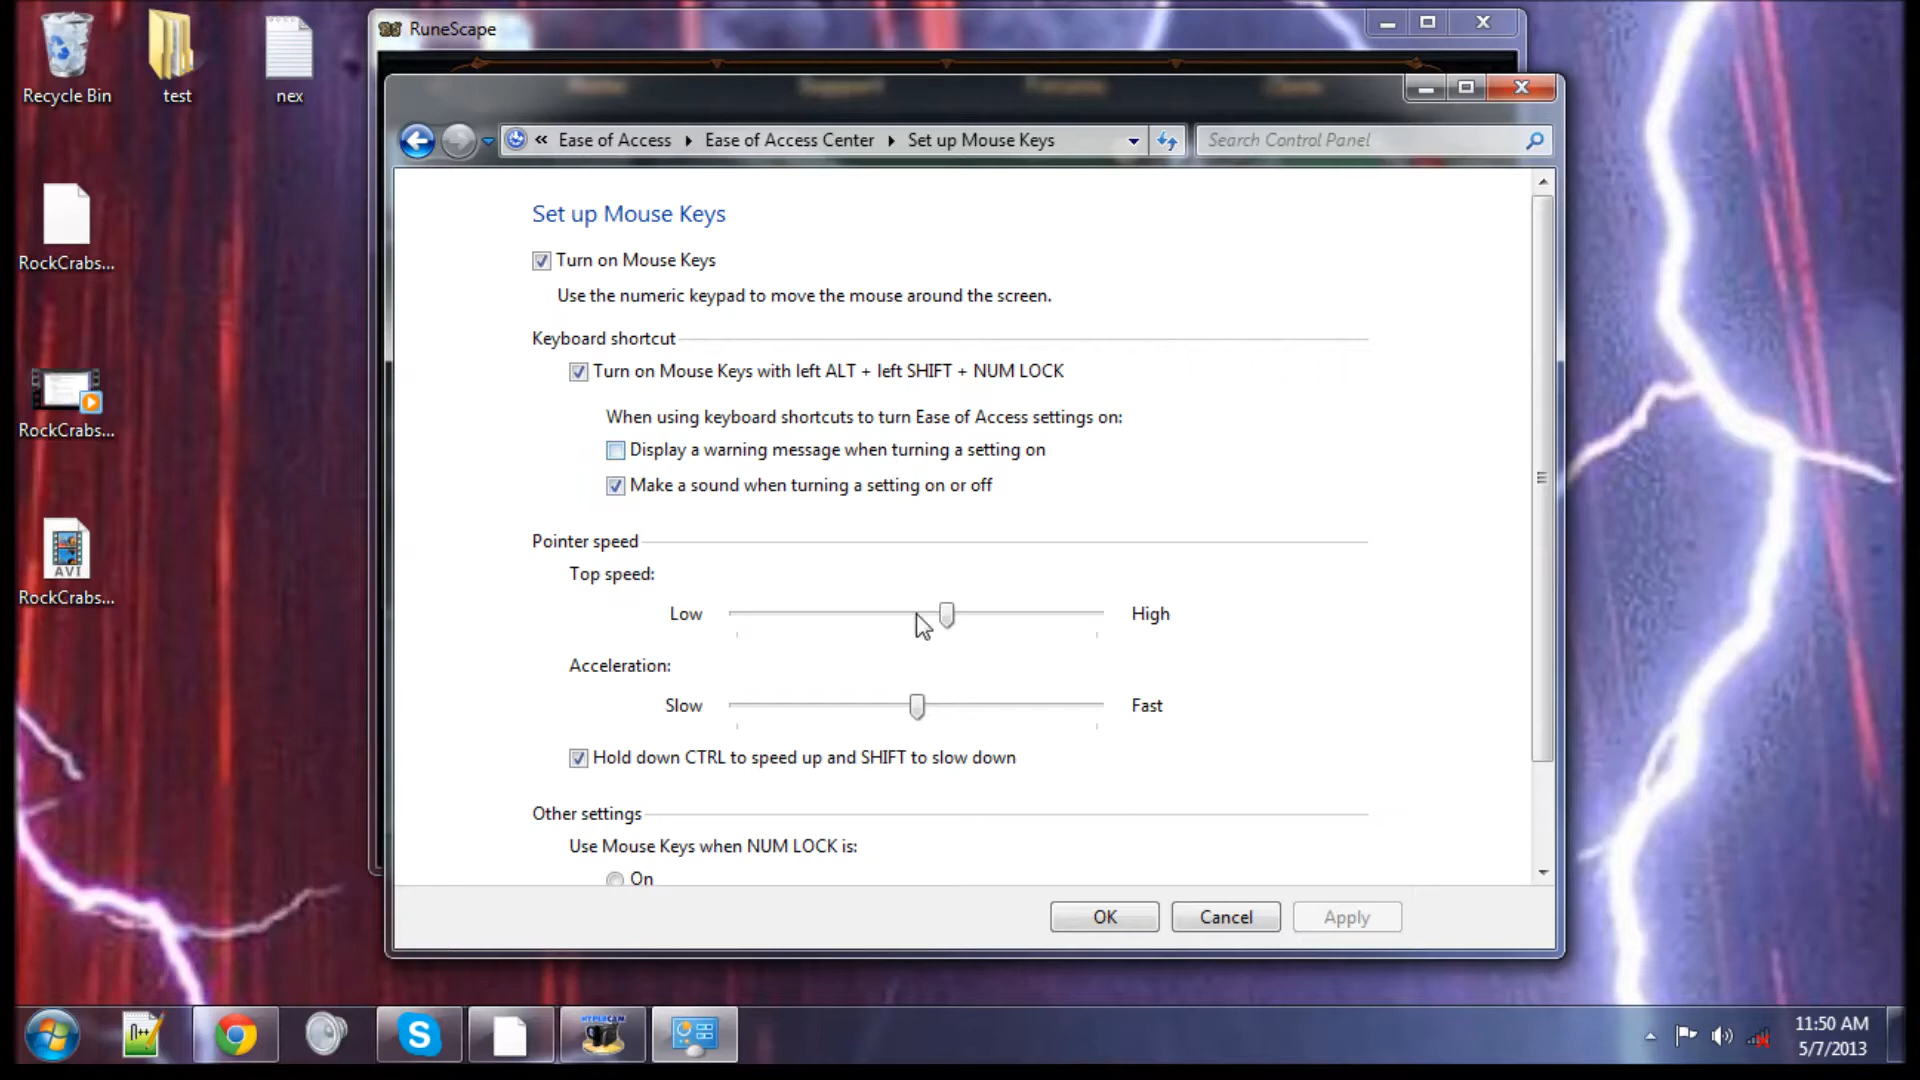 Recycle Bin
test
nex
RockCrabs...
RockCrabs...
AVI
RockCrabs...
RuneScape
Support
« Ease of Access ▸ Ease of Access Center ▸ Set up Mouse Keys
Search Control Panel
Set up Mouse Keys
Turn on Mouse Keys
Use the numeric keypad to move the mouse around the screen.
Keyboard shortcut
Turn on Mouse Keys with left ALT + left SHIFT + NUM LOCK
When using keyboard shortcuts to turn Ease of Access settings on:
Display a warning message when turning a setting on
Make a sound when turning a setting on or off
Pointer speed
Top speed:
Low High
Acceleration:
Slow Fast
Hold down CTRL to speed up and SHIFT to slow down
Other settings
Use Mouse Keys when NUM LOCK is:
On
OK Cancel Apply
HYPERCAM
11:50 AM
5/7/2013